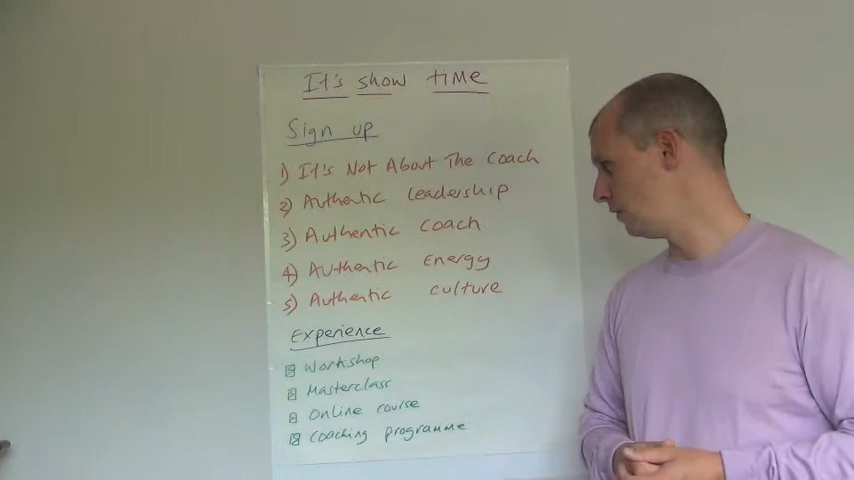 It's show time
Sign up
1) It's Not About The Coach
2) Authentic Leadership
3) Authentic Coach
4) Authentic Energy
5) Authentic culture
Experience
Workshop
Masterclass
Online course
Coaching programme